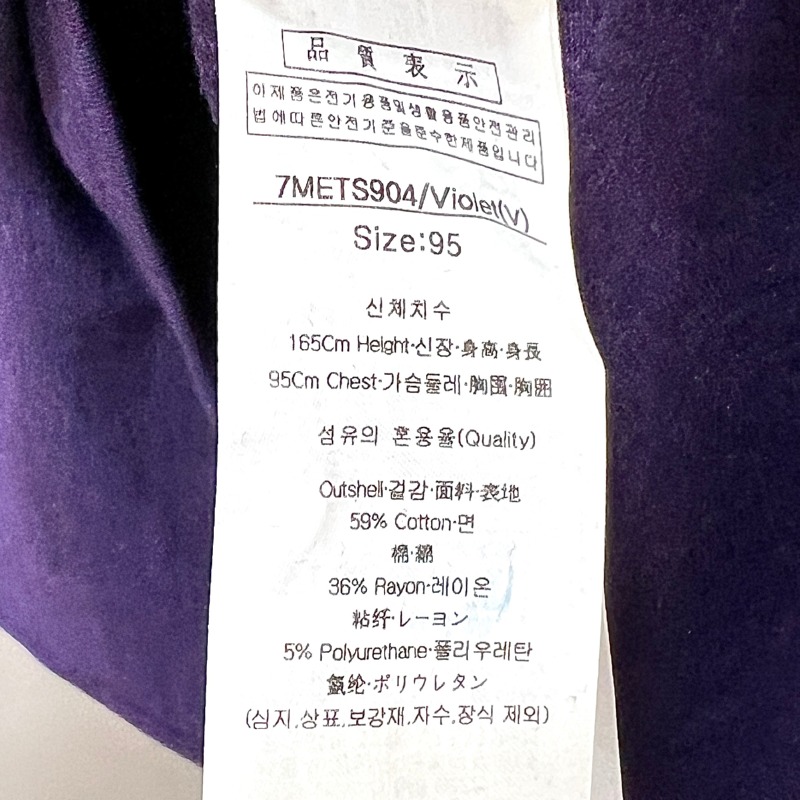 品質表示
이제품은전기용품및생활용품안전관리
법에따른안전기준을준수한제품입니다
7METS904/Violet(V)
Size:95
신체치수
165Cm Height·신장·身高·身長
95Cm Chest·가슴둘레·胸围·胸囲
섬유의 혼용율(Quality)
Outshell·겉감·面料·表地
59% Cotton·면
棉·綿
36% Rayon·레이온
粘纤·レーヨン
5% Polyurethane·폴리우레탄
氨纶·ポリウレタン
(심지,상표,보강재,자수,장식 제외)